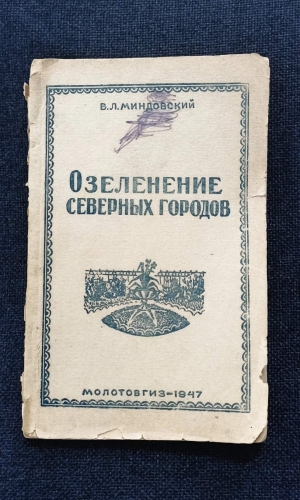 В.Л.МИНДОВСКИЙ
ОЗЕЛЕНЕНИЕ
СЕВЕРНЫХ ГОРОДОВ
МОЛОТОВГИЗ-1947